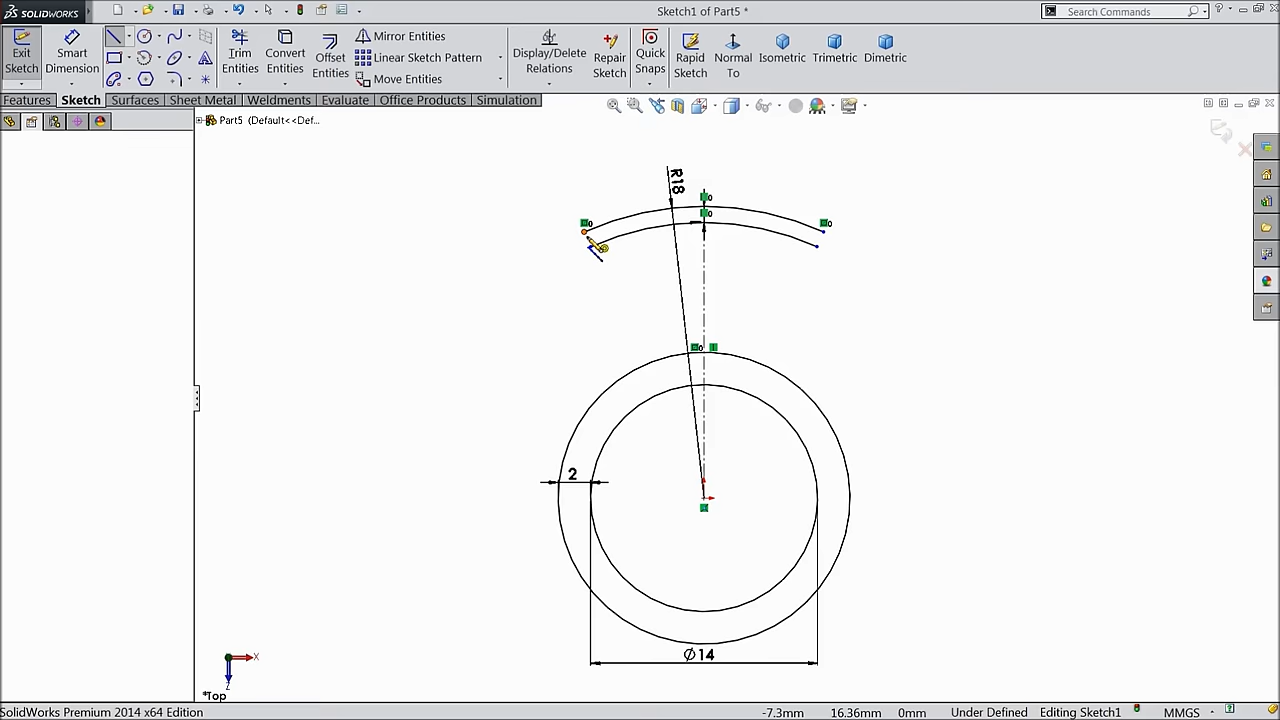 SOLIDWORKS
Sketch1 of Part5 *
Search Commands
Exit Sketch
Smart Dimension
Trim Entities
Convert Entities
Offset Entities
Mirror Entities
Linear Sketch Pattern
Move Entities
Display/Delete Relations
Repair Sketch
Quick Snaps
Rapid Sketch
Normal To
Isometric
Trimetric
Dimetric
Features
Sketch
Surfaces
Sheet Metal
Weldments
Evaluate
Office Products
Simulation
Part5 (Default<<Def...
R18
2
Ø14
X
Z
*Top
SolidWorks Premium 2014 x64 Edition
-7.3mm
16.36mm
0mm
Under Defined
Editing Sketch1
MMGS